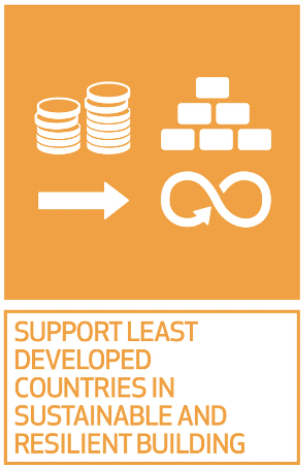 SUPPORT LEAST
DEVELOPED
COUNTRIES IN
SUSTAINABLE AND
RESILIENT BUILDING